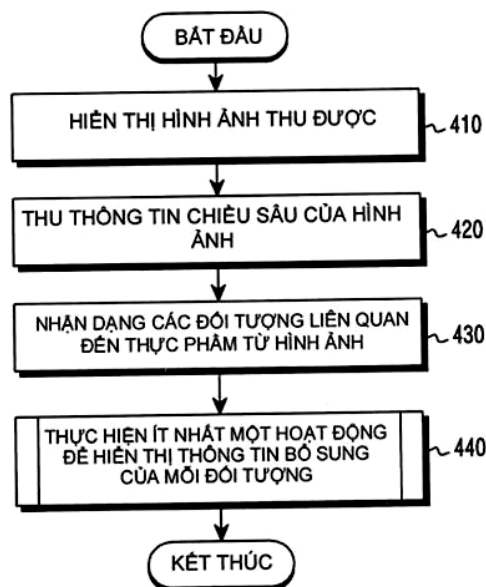 BẮT ĐẦU
HIỂN THỊ HÌNH ẢNH THU ĐƯỢC
410
THU THÔNG TIN CHIỀU SÂU CỦA HÌNH
ẢNH
420
NHẬN DẠNG CÁC ĐỐI TƯỢNG LIÊN QUAN
ĐẾN THỰC PHẨM TỪ HÌNH ẢNH
430
THỰC HIỆN ÍT NHẤT MỘT HOẠT ĐỘNG
ĐỂ HIỂN THỊ THÔNG TIN BỔ SUNG
CỦA MỖI ĐỐI TƯỢNG
440
KẾT THÚC